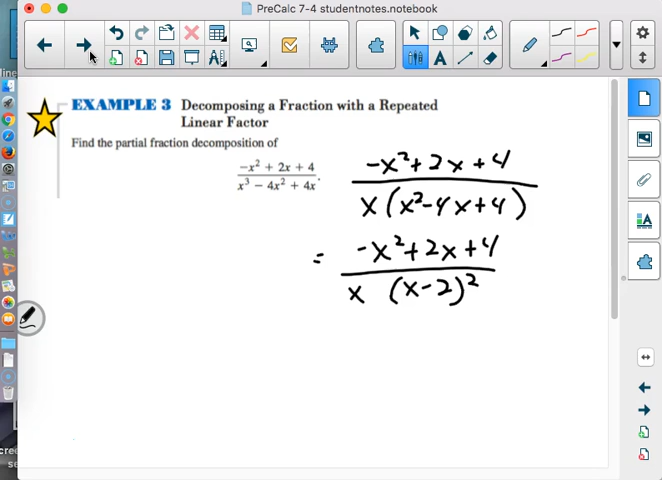 PreCalc 7-4 studentnotes.notebook
EXAMPLE 3 Decomposing a Fraction with a Repeated
Linear Factor
Find the partial fraction decomposition of
-x² + 2x + 4
x³ - 4x² + 4x.
-x²+2x+4
x(x²-4x+4)
= -x²+2x+4
x (x-2)²